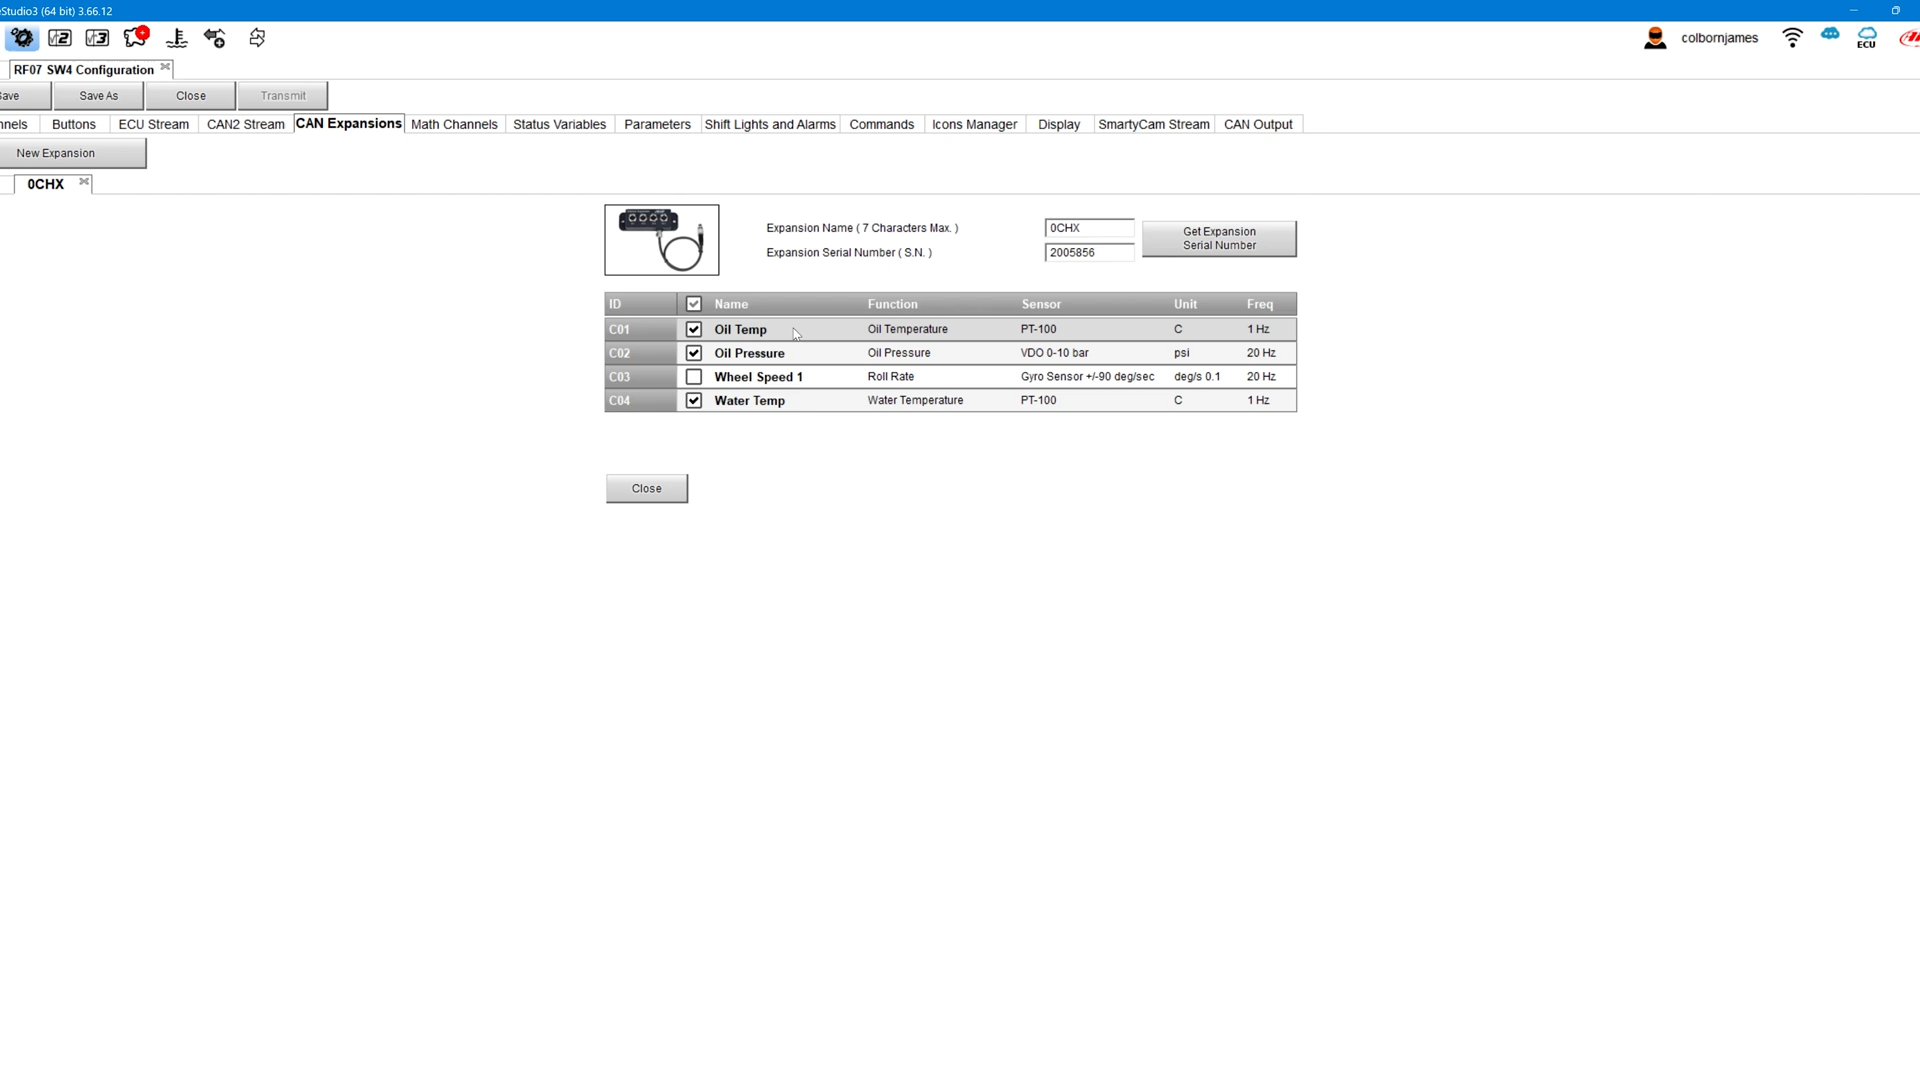 eStudio3 (64 bit) 3.66.12
colbornjames
ECU
RF07 SW4 Configuration
Save As Close Transmit
Buttons ECU Stream CAN2 Stream CAN Expansions Math Channels Status Variables Parameters Shift Lights and Alarms Commands Icons Manager Display SmartyCam Stream CAN Output
New Expansion
0CHX
Expansion Name ( 7 Characters Max. ) 0CHX Get Expansion Serial Number
Expansion Serial Number ( S.N. ) 2005856
ID Name Function Sensor Unit Freq
C01 Oil Temp Oil Temperature PT-100 C 1 Hz
C02 Oil Pressure Oil Pressure VDO 0-10 bar psi 20 Hz
C03 Wheel Speed 1 Roll Rate Gyro Sensor +/-90 deg/sec deg/s 0.1 20 Hz
C04 Water Temp Water Temperature PT-100 C 1 Hz
Close